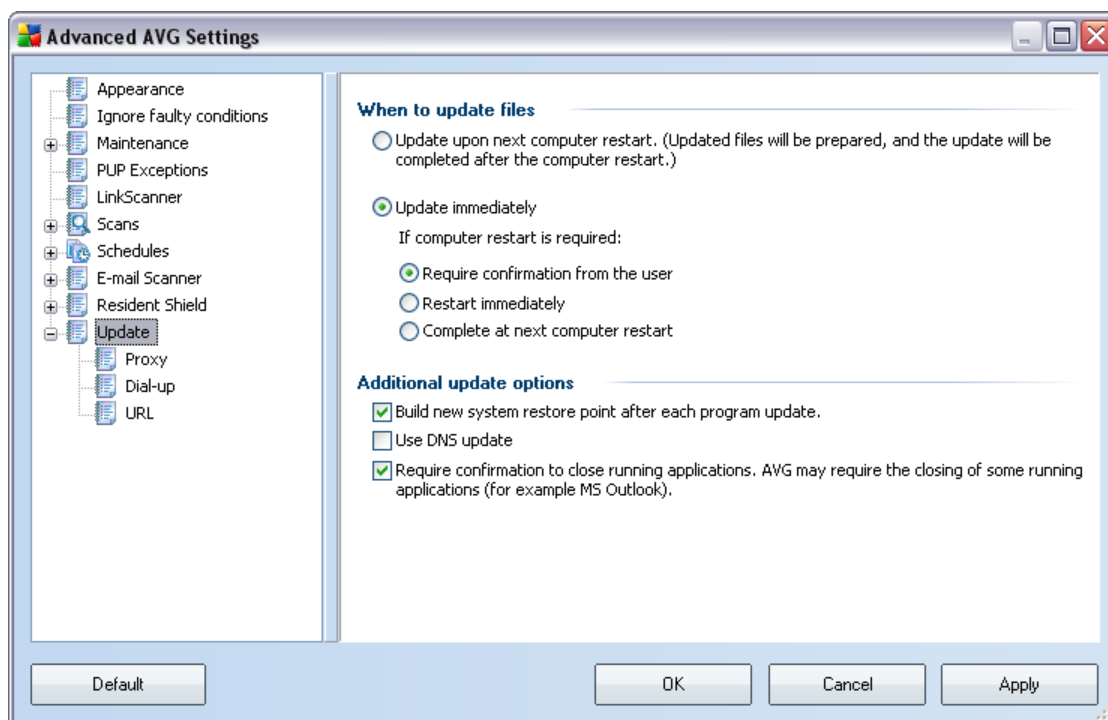 Advanced AVG Settings
Appearance
Ignore faulty conditions
Maintenance
PUP Exceptions
LinkScanner
Scans
Schedules
E-mail Scanner
Resident Shield
Update
Proxy
Dial-up
URL
When to update files
Update upon next computer restart. (Updated files will be prepared, and the update will be
completed after the computer restart.)
Update immediately
If computer restart is required:
Require confirmation from the user
Restart immediately
Complete at next computer restart
Additional update options
Build new system restore point after each program update.
Use DNS update
Require confirmation to close running applications. AVG may require the closing of some running
applications (for example MS Outlook).
Default
OK
Cancel
Apply